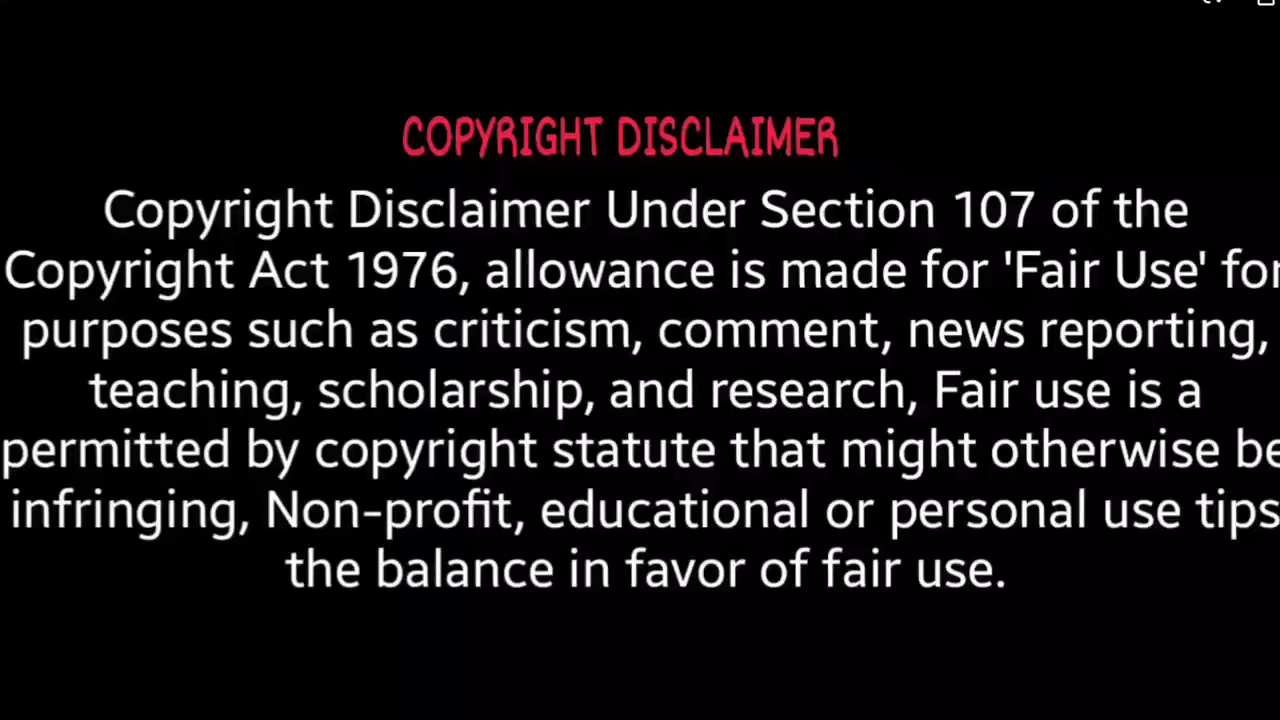 COPYRIGHT DISCLAIMER
Copyright Disclaimer Under Section 107 of the
Copyright Act 1976, allowance is made for 'Fair Use' for
purposes such as criticism, comment, news reporting,
teaching, scholarship, and research, Fair use is a
permitted by copyright statute that might otherwise be
infringing, Non-profit, educational or personal use tips
the balance in favor of fair use.